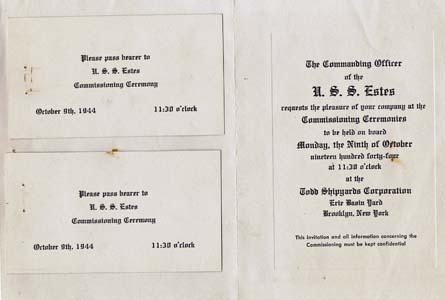 Please pass bearer to
U. S. S. Estes
Commissioning Ceremony
October 9th, 1944 11:30 o'clock
Please pass bearer to
U. S. S. Estes
Commissioning Ceremony
October 9th, 1944 11:30 o'clock
The Commanding Officer
of the
U. S. S. Estes
requests the pleasure of your company at the
Commissioning Ceremonies
to be held on board
Monday, the Ninth of October
nineteen hundred forty-four
at 11:30 o'clock
at the
Todd Shipyards Corporation
Erie Basin Yard
Brooklyn, New York
This invitation and all information concerning the
Commissioning must be kept confidential